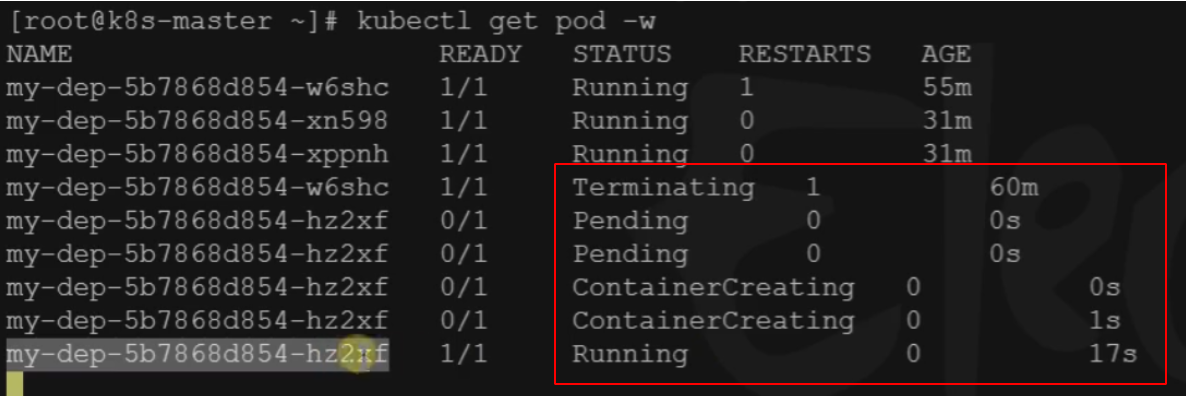 [root@k8s-master ~]# kubectl get pod -w
NAME READY STATUS RESTARTS AGE
my-dep-5b7868d854-w6shc 1/1 Running 1 55m
my-dep-5b7868d854-xn598 1/1 Running 0 31m
my-dep-5b7868d854-xppnh 1/1 Running 0 31m
my-dep-5b7868d854-w6shc 1/1 Terminating 1 60m
my-dep-5b7868d854-hz2xf 0/1 Pending 0 0s
my-dep-5b7868d854-hz2xf 0/1 Pending 0 0s
my-dep-5b7868d854-hz2xf 0/1 ContainerCreating 0 0s
my-dep-5b7868d854-hz2xf 0/1 ContainerCreating 0 1s
my-dep-5b7868d854-hz2xf 1/1 Running 0 17s